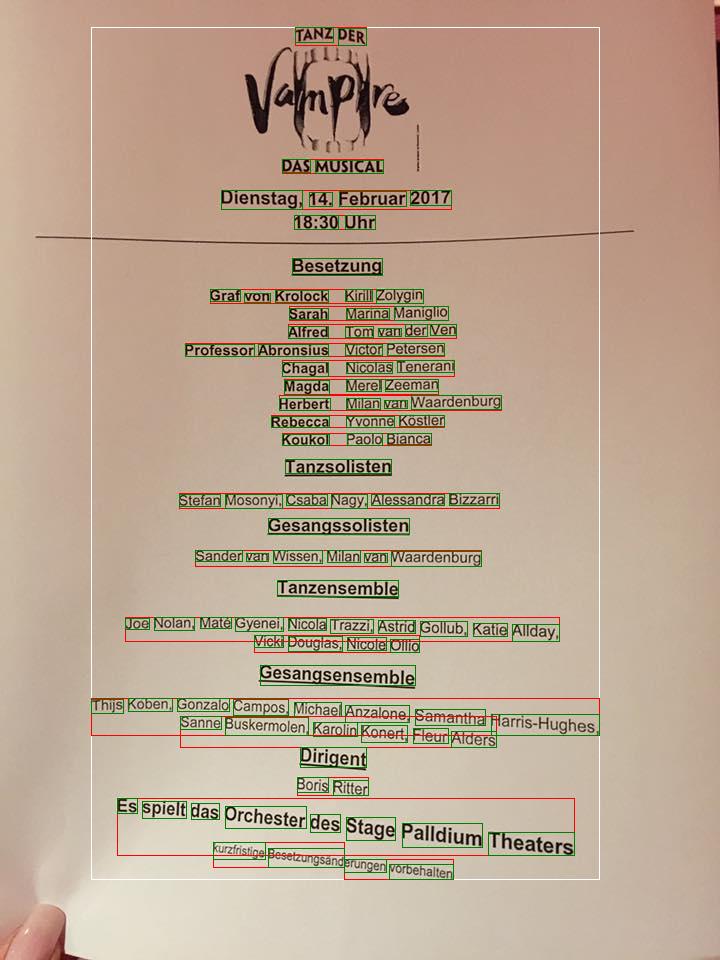 TANZ DER
Vampire
DAS MUSICAL
Dienstag, 14. Februar 2017
18:30 Uhr
Besetzung
Graf von Krolock Kirill Zolygin
Sarah Marina Maniglio
Alfred Tom van der Ven
Professor Abronsius Victor Petersen
Chagal Nicolas Tenerani
Magda Merel Zeeman
Herbert Milan van Waardenburg
Rebecca Yvonne Köstler
Koukol Paolo Bianca
Tanzsolisten
Stefan Mosonyi, Csaba Nagy, Alessandra Bizzarri
Gesangssolisten
Sander van Wissen, Milan van Waardenburg
Tanzensemble
Joe Nolan, Maté Gyenei, Nicola Trazzi, Astrid Gollub, Katie Allday,
Vicki Douglas, Nicole Ollio
Gesangsensemble
Thijs Kobén, Gonzalo Campos, Michael Anzalone, Samantha Harris-Hughes,
Sanne Buskermolen, Karolin Konert, Fleur Alders
Dirigent
Boris Ritter
Es spielt das Orchester des Stage Palldium Theaters
kurzfristige Besetzungsänderungen vorbehalten